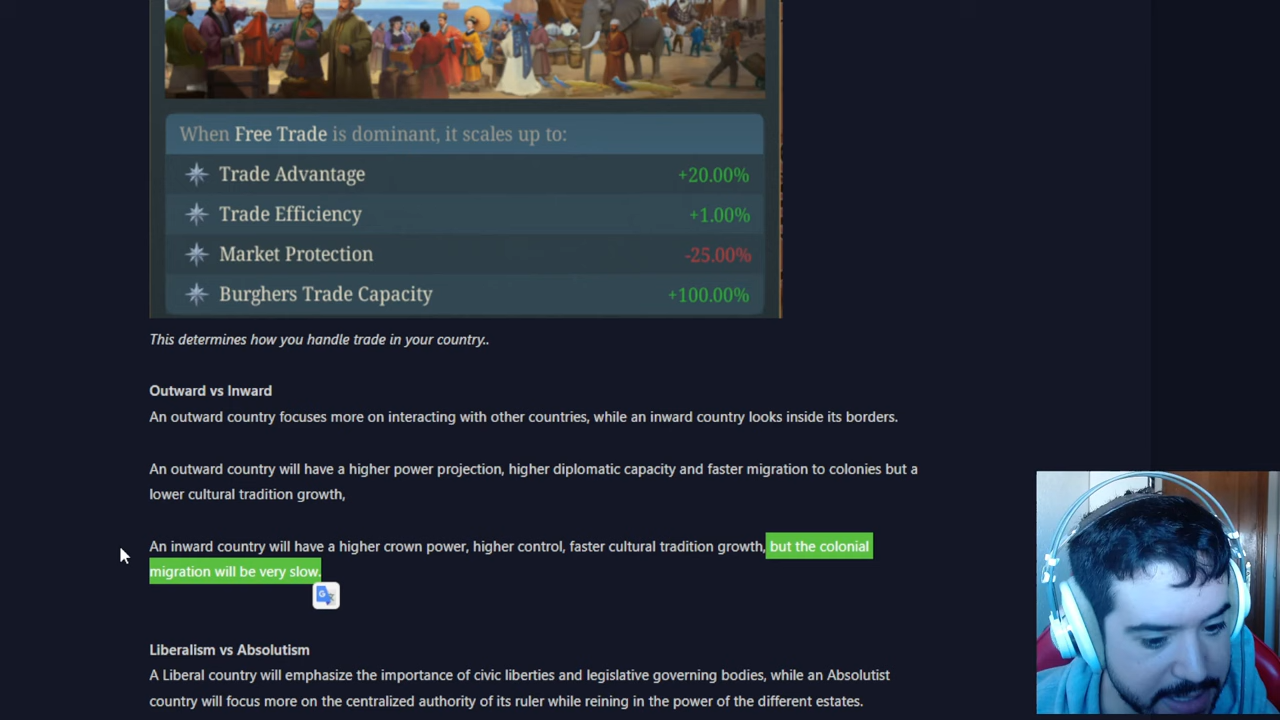 When Free Trade is dominant, it scales up to:
Trade Advantage +20.00%
Trade Efficiency +1.00%
Market Protection -25.00%
Burghers Trade Capacity +100.00%
This determines how you handle trade in your country..
Outward vs Inward
An outward country focuses more on interacting with other countries, while an inward country looks inside its borders.
An outward country will have a higher power projection, higher diplomatic capacity and faster migration to colonies but a
lower cultural tradition growth,
An inward country will have a higher crown power, higher control, faster cultural tradition growth, but the colonial
migration will be very slow.
Liberalism vs Absolutism
A Liberal country will emphasize the importance of civic liberties and legislative governing bodies, while an Absolutist
country will focus more on the centralized authority of its ruler while reining in the power of the different estates.